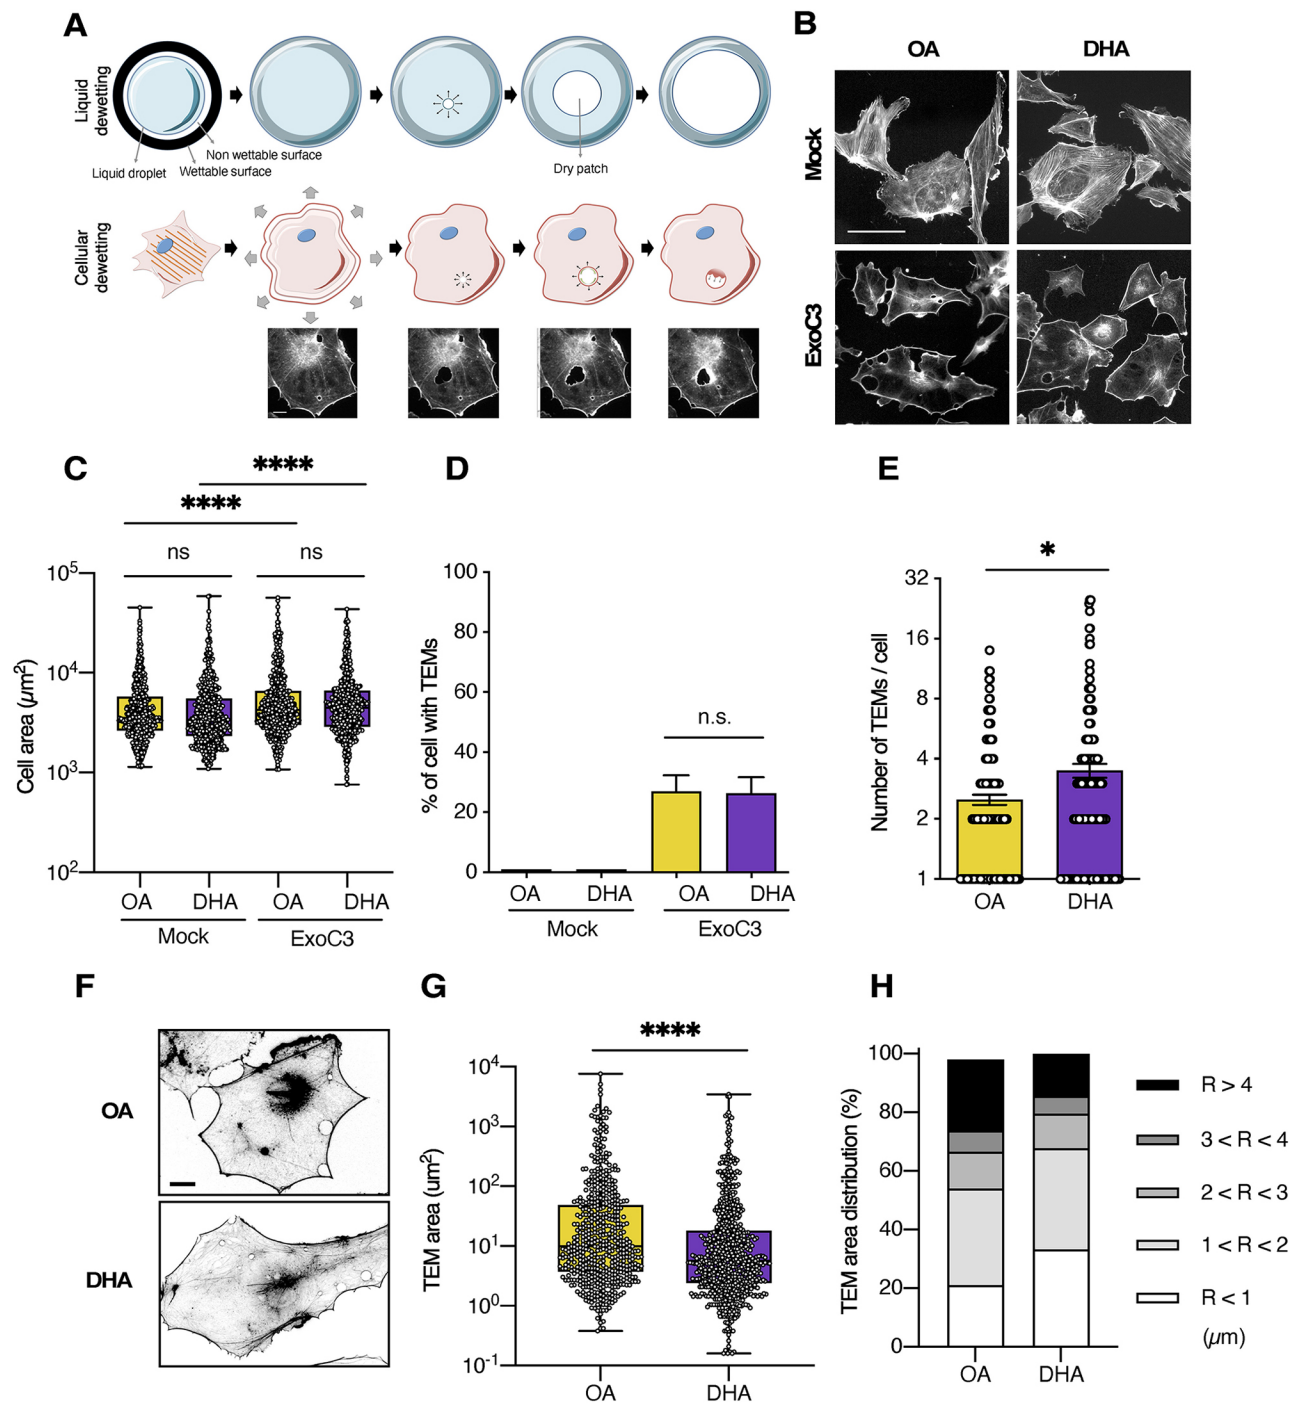 A
Liquid
dewetting
Non wettable surface
Liquid droplet
Wettable surface
Dry patch
Cellular
dewetting
B
OA
DHA
Mock
ExoC3
C
****
****
ns
ns
10⁵
10⁴
10³
10²
Cell area (µm²)
OA
DHA
OA
DHA
Mock
ExoC3
D
100
80
60
40
20
0
% of cell with TEMs
n.s.
OA
DHA
OA
DHA
Mock
ExoC3
E
*
32
16
8
4
2
1
Number of TEMs / cell
OA
DHA
F
OA
DHA
G
****
10⁴
10³
10²
10¹
10⁰
10⁻¹
TEM area (um²)
OA
DHA
H
100
80
60
40
20
0
TEM area distribution (%)
OA
DHA
R > 4
3 < R < 4
2 < R < 3
1 < R < 2
R < 1
(µm)